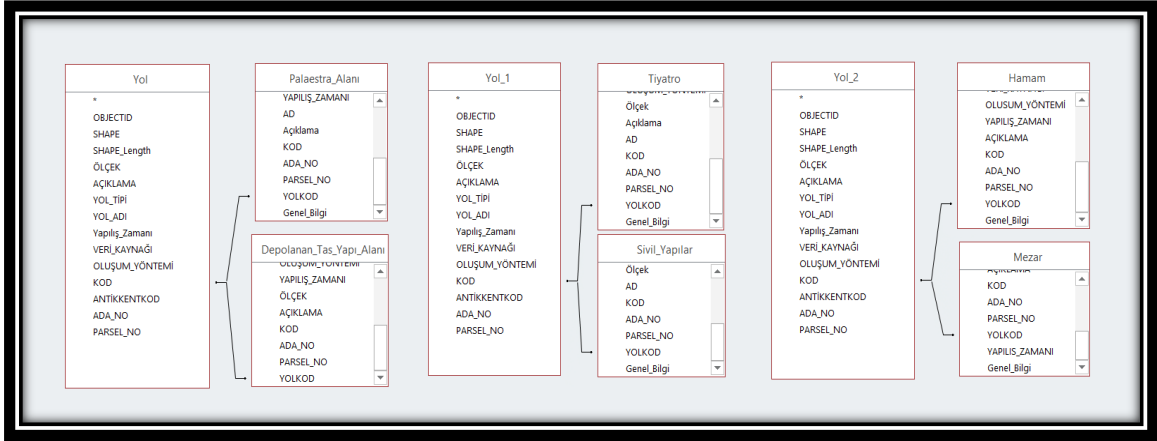 Yol
*
OBJECTID
SHAPE
SHAPE_Length
ÖLÇEK
AÇIKLAMA
YOL_TİPİ
YOL_ADI
Yapılış_Zamanı
VERİ_KAYNAĞI
OLUŞUM_YÖNTEMİ
KOD
ANTİKKENTKOD
ADA_NO
PARSEL_NO
Palaestra_Alanı
YAPILIŞ_ZAMANI
AD
Açıklama
KOD
ADA_NO
PARSEL_NO
YOLKOD
Genel_Bilgi
Depolanan_Tas_Yapı_Alanı
OLUŞUM_YÖNTEMİ
YAPILIŞ_ZAMANI
ÖLÇEK
AÇIKLAMA
KOD
ADA_NO
PARSEL_NO
YOLKOD
Yol_1
*
OBJECTID
SHAPE
SHAPE_Length
ÖLÇEK
AÇIKLAMA
YOL_TİPİ
YOL_ADI
Yapılış_Zamanı
VERİ_KAYNAĞI
OLUŞUM_YÖNTEMİ
KOD
ANTİKKENTKOD
ADA_NO
PARSEL_NO
Tiyatro
Ölçek
Açıklama
AD
KOD
ADA_NO
PARSEL_NO
YOLKOD
Genel_Bilgi
Sivil_Yapılar
Ölçek
AD
KOD
ADA_NO
PARSEL_NO
YOLKOD
Genel_Bilgi
Yol_2
*
OBJECTID
SHAPE
SHAPE_Length
ÖLÇEK
AÇIKLAMA
YOL_TİPİ
YOL_ADI
Yapılış_Zamanı
VERİ_KAYNAĞI
OLUŞUM_YÖNTEMİ
KOD
ANTİKKENTKOD
ADA_NO
PARSEL_NO
Hamam
OLUSUM_YÖNTEMİ
YAPILIŞ_ZAMANI
AÇIKLAMA
KOD
ADA_NO
PARSEL_NO
YOLKOD
Genel_Bilgi
Mezar
KOD
ADA_NO
PARSEL_NO
YOLKOD
YAPILIS_ZAMANI
Genel_Bilgi